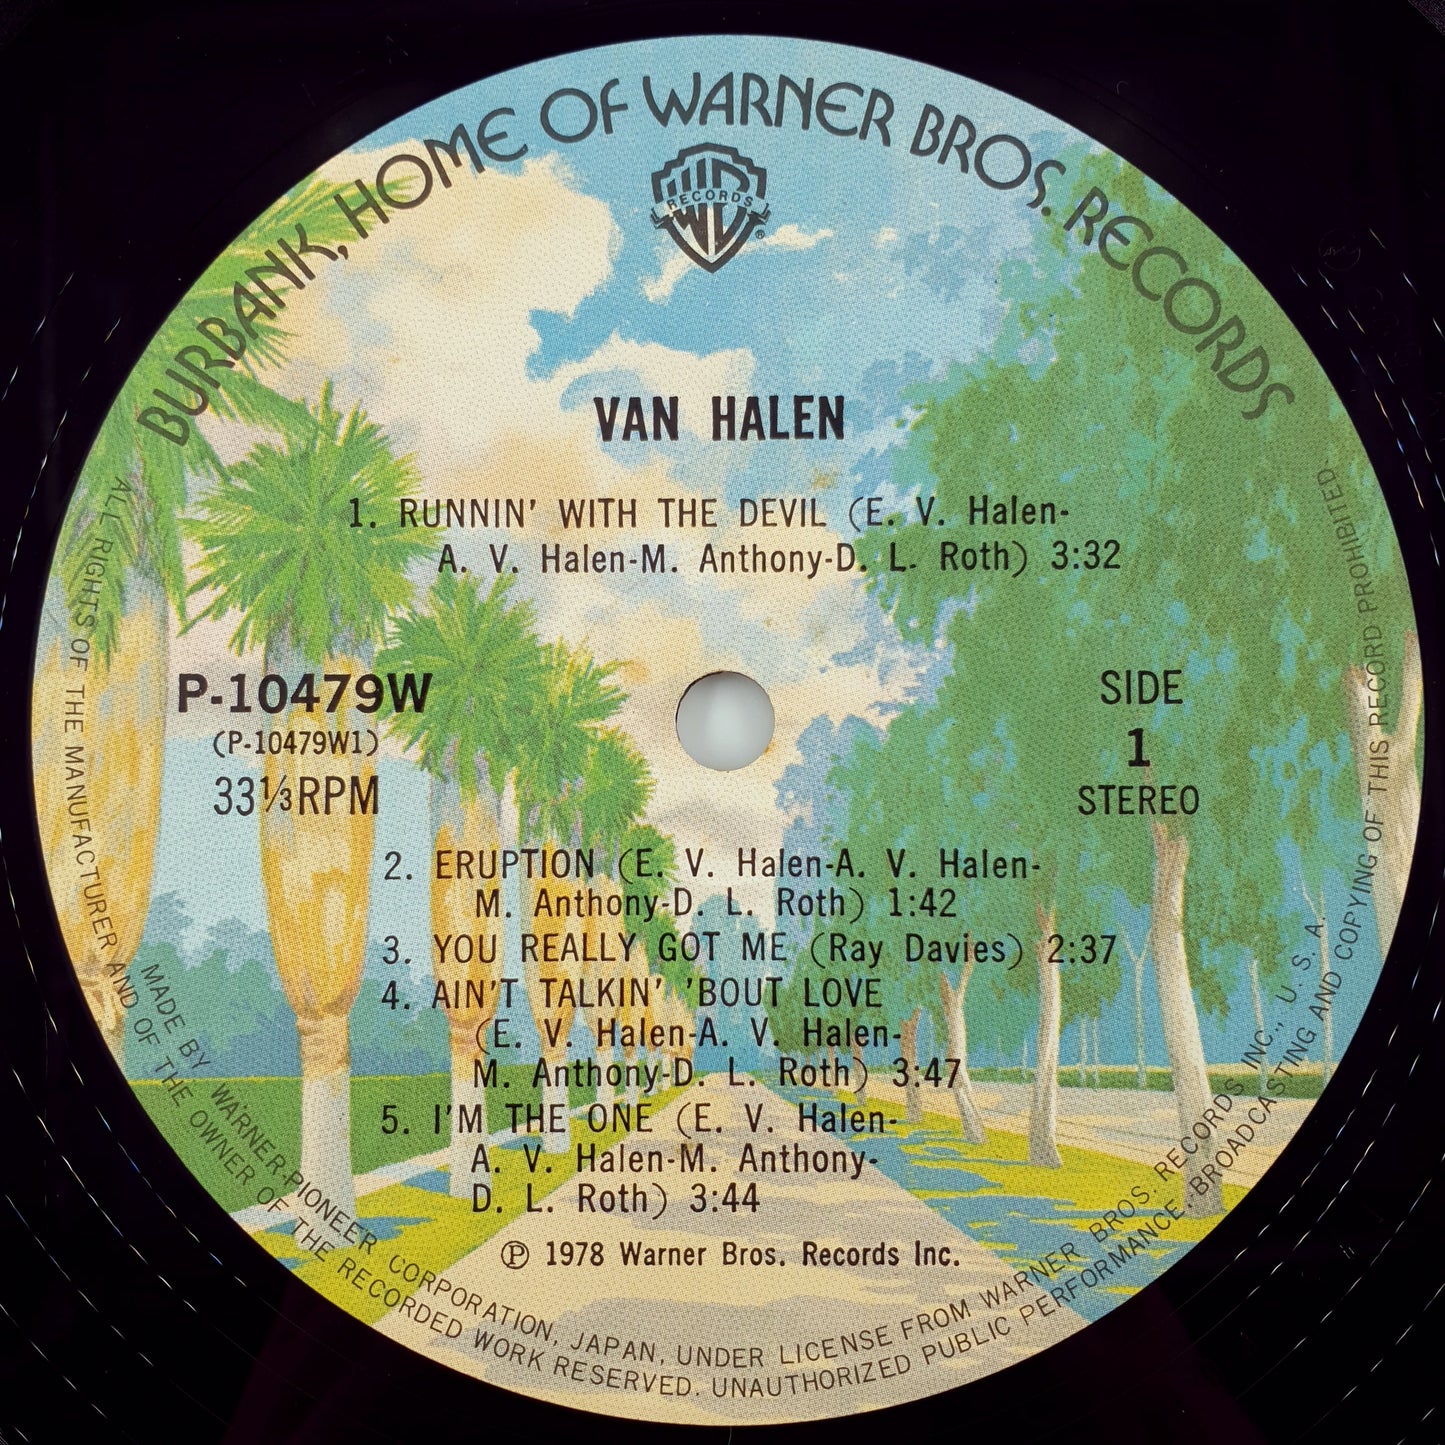 BURBANK, HOME OF WARNER BROS. RECORDS
WB
RECORDS
®
VAN HALEN
1. RUNNIN' WITH THE DEVIL (E. V. Halen-
A. V. Halen-M. Anthony-D. L. Roth) 3:32
P-10479W
(P-10479W1)
33⅓RPM
SIDE
1
STEREO
2. ERUPTION (E. V. Halen-A. V. Halen-
M. Anthony-D. L. Roth) 1:42
3. YOU REALLY GOT ME (Ray Davies) 2:37
4. AIN'T TALKIN' 'BOUT LOVE
(E. V. Halen-A. V. Halen-
M. Anthony-D. L. Roth) 3:47
5. I'M THE ONE (E. V. Halen-
A. V. Halen-M. Anthony-
D. L. Roth) 3:44
℗ 1978 Warner Bros. Records Inc.
MADE BY WARNER-PIONEER CORPORATION, JAPAN, UNDER LICENSE FROM WARNER BROS. RECORDS INC., U. S. A.
ALL RIGHTS OF THE MANUFACTURER AND OF THE OWNER OF THE RECORDED WORK RESERVED. UNAUTHORIZED PUBLIC PERFORMANCE, BROADCASTING AND COPYING OF THIS RECORD PROHIBITED